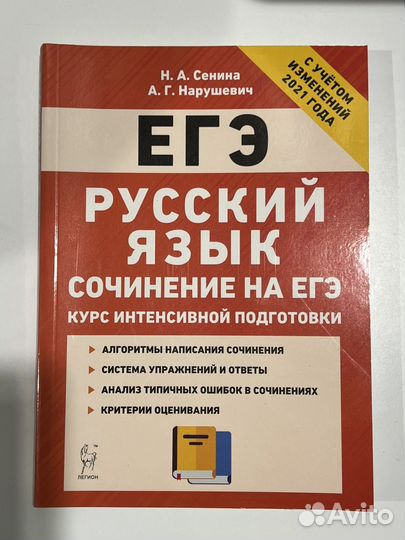 Н. А. Сенина
А. Г. Нарушевич
С УЧЁТОМ
ИЗМЕНЕНИЙ
2021 ГОДА
ЕГЭ
РУССКИЙ
ЯЗЫК
СОЧИНЕНИЕ НА ЕГЭ
КУРС ИНТЕНСИВНОЙ ПОДГОТОВКИ
АЛГОРИТМЫ НАПИСАНИЯ СОЧИНЕНИЯ
СИСТЕМА УПРАЖНЕНИЙ И ОТВЕТЫ
АНАЛИЗ ТИПИЧНЫХ ОШИБОК В СОЧИНЕНИЯХ
КРИТЕРИИ ОЦЕНИВАНИЯ
TM
ЛЕГИОН
Avito